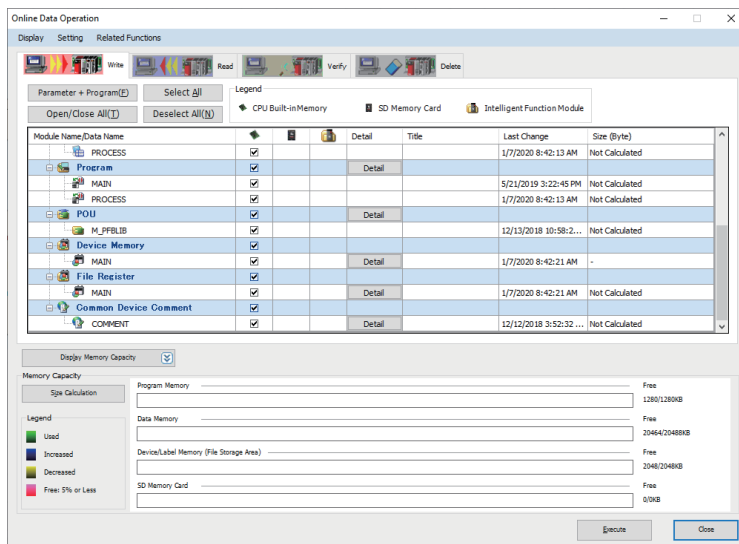 Online Data Operation
Display Setting Related Functions
Write Read Verify Delete
Parameter + Program(F) Select All
Legend
CPU Built-in Memory SD Memory Card Intelligent Function Module
Open/Close All(T) Deselect All(N)
Module Name/Data Name Detail Title Last Change Size (Byte)
PROCESS 1/7/2020 8:42:13 AM Not Calculated
Program Detail
MAIN 5/21/2019 3:22:45 PM Not Calculated
PROCESS 1/7/2020 8:42:13 AM Not Calculated
POU Detail
M_PFBLIB 12/13/2018 10:58:2... Not Calculated
Device Memory
MAIN Detail 1/7/2020 8:42:21 AM -
File Register
MAIN Detail 1/7/2020 8:42:21 AM Not Calculated
Common Device Comment
COMMENT Detail 12/12/2018 3:52:32 ... Not Calculated
Display Memory Capacity
Memory Capacity
Size Calculation
Legend
Used
Increased
Decreased
Free: 5% or Less
Program Memory Free
1280/1280KB
Data Memory Free
20464/20488KB
Device/Label Memory (File Storage Area) Free
2048/2048KB
SD Memory Card Free
0/0KB
Execute Close